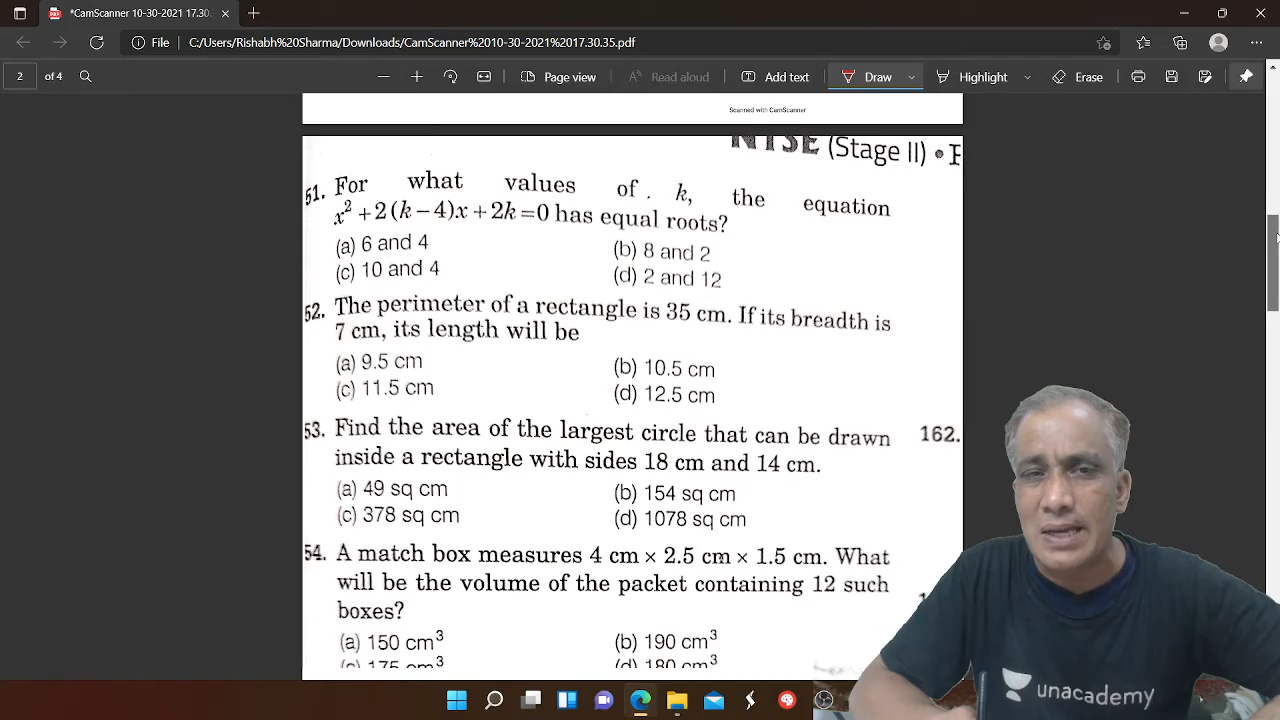 *CamScanner 10-30-2021 17.30.35
File C:/Users/Rishabh%20Sharma/Downloads/CamScanner%2010-30-2021%2017.30.35.pdf
2 of 4 Page view Read aloud Add text Draw Highlight Erase
Scanned with CamScanner
NTSE (Stage II) •
51. For what values of . k, the equation
x² + 2(k – 4)x + 2k = 0 has equal roots?
(a) 6 and 4 (b) 8 and 2
(c) 10 and 4 (d) 2 and 12
52. The perimeter of a rectangle is 35 cm. If its breadth is
7 cm, its length will be
(a) 9.5 cm (b) 10.5 cm
(c) 11.5 cm (d) 12.5 cm
53. Find the area of the largest circle that can be drawn
inside a rectangle with sides 18 cm and 14 cm.
(a) 49 sq cm (b) 154 sq cm
(c) 378 sq cm (d) 1078 sq cm
162.
54. A match box measures 4 cm × 2.5 cm × 1.5 cm. What
will be the volume of the packet containing 12 such
boxes?
(a) 150 cm³ (b) 190 cm³
(c) 175 cm³ (d) 180 cm³
unacademy